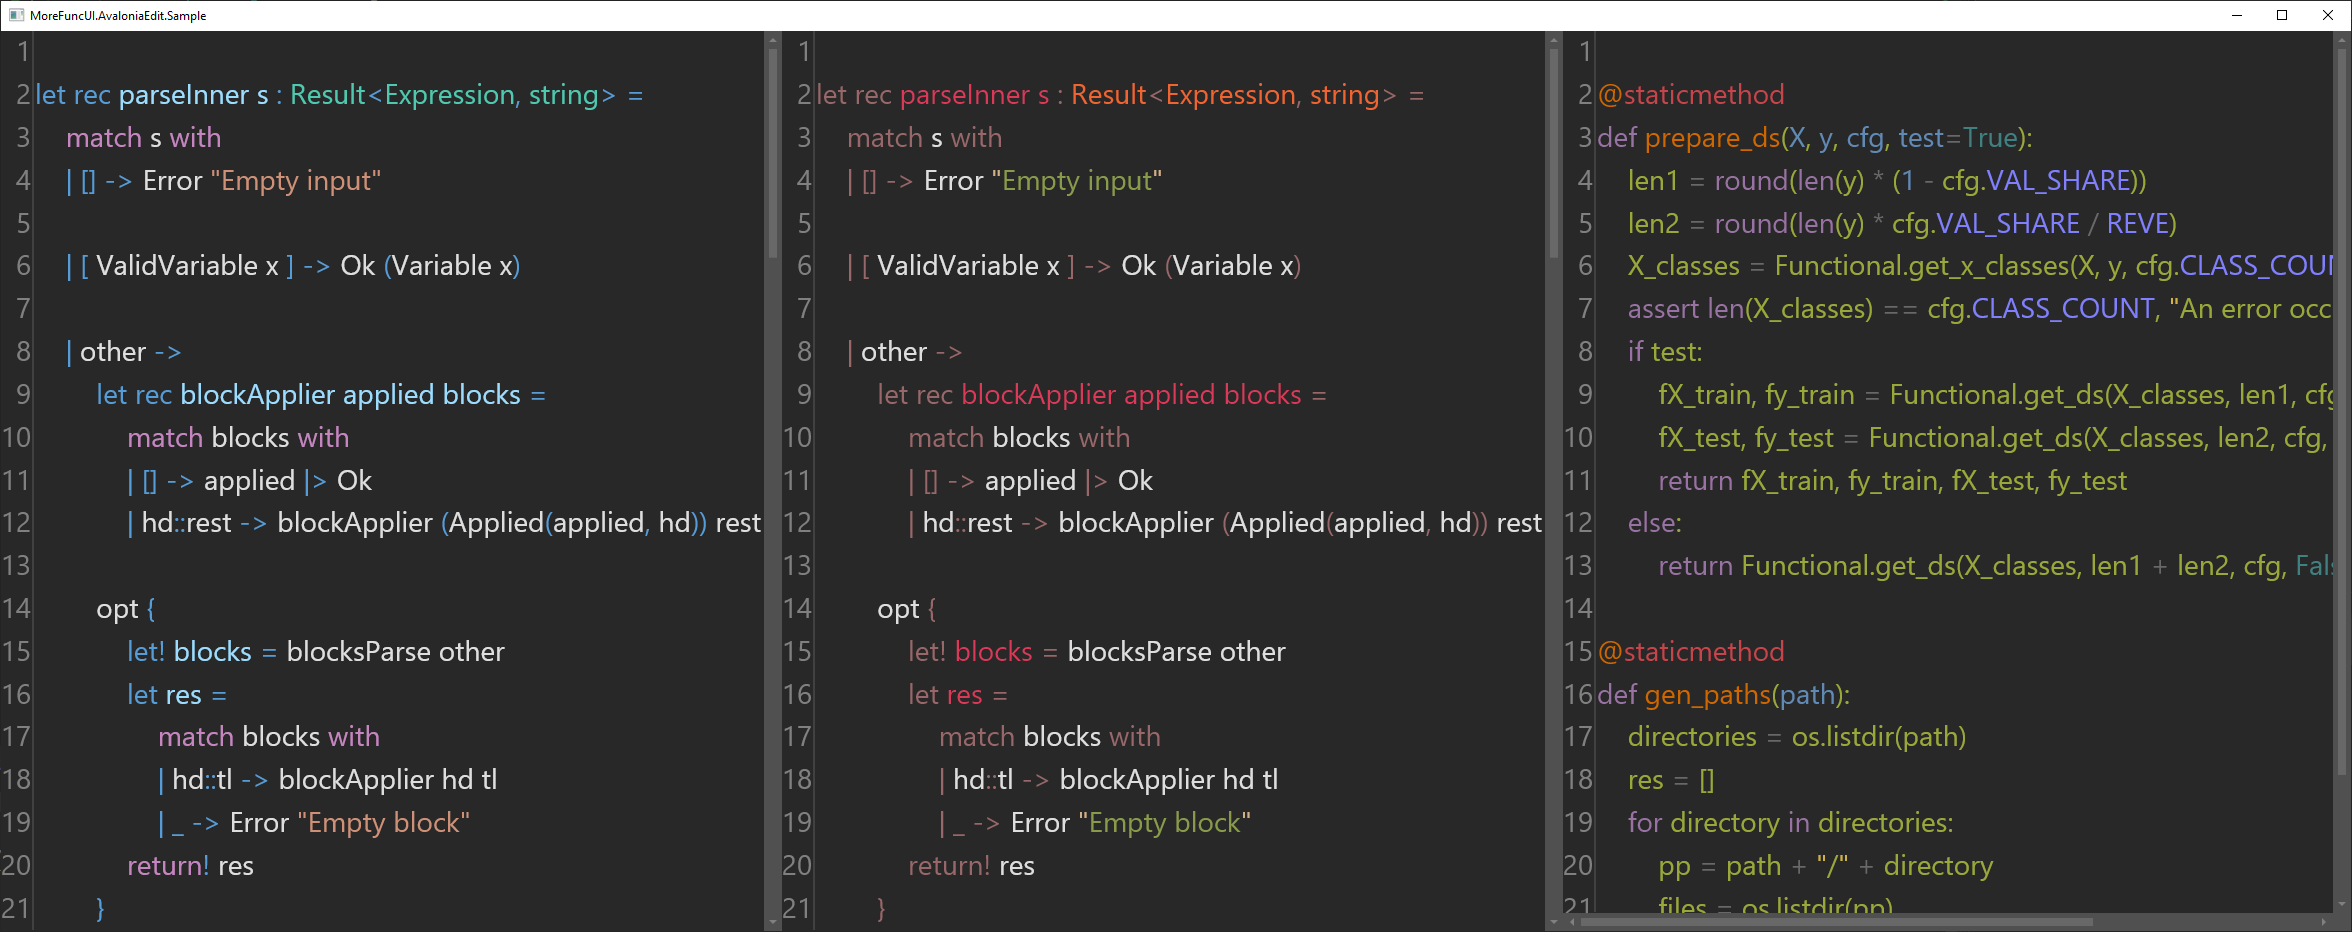 MoreFuncUI.AvaloniaEdit.Sample
1
2 let rec parseInner s : Result<Expression, string> =
3 match s with
4 | [] -> Error "Empty input"
5
6 | [ ValidVariable x ] -> Ok (Variable x)
7
8 | other ->
9 let rec blockApplier applied blocks =
10 match blocks with
11 | [] -> applied |> Ok
12 | hd::rest -> blockApplier (Applied(applied, hd)) rest
13
14 opt {
15 let! blocks = blocksParse other
16 let res =
17 match blocks with
18 | hd::tl -> blockApplier hd tl
19 | _ -> Error "Empty block"
20 return! res
21 }
1
2 let rec parseInner s : Result<Expression, string> =
3 match s with
4 | [] -> Error "Empty input"
5
6 | [ ValidVariable x ] -> Ok (Variable x)
7
8 | other ->
9 let rec blockApplier applied blocks =
10 match blocks with
11 | [] -> applied |> Ok
12 | hd::rest -> blockApplier (Applied(applied, hd)) rest
13
14 opt {
15 let! blocks = blocksParse other
16 let res =
17 match blocks with
18 | hd::tl -> blockApplier hd tl
19 | _ -> Error "Empty block"
20 return! res
21 }
1
2 @staticmethod
3 def prepare_ds(X, y, cfg, test=True):
4 len1 = round(len(y) * (1 - cfg.VAL_SHARE))
5 len2 = round(len(y) * cfg.VAL_SHARE / REVE)
6 X_classes = Functional.get_x_classes(X, y, cfg.CLASS_COUN
7 assert len(X_classes) == cfg.CLASS_COUNT, "An error occ
8 if test:
9 fX_train, fy_train = Functional.get_ds(X_classes, len1, cfg
10 fX_test, fy_test = Functional.get_ds(X_classes, len2, cfg,
11 return fX_train, fy_train, fX_test, fy_test
12 else:
13 return Functional.get_ds(X_classes, len1 + len2, cfg, Fals
14
15 @staticmethod
16 def gen_paths(path):
17 directories = os.listdir(path)
18 res = []
19 for directory in directories:
20 pp = path + "/" + directory
21 files = os.listdir(pp)